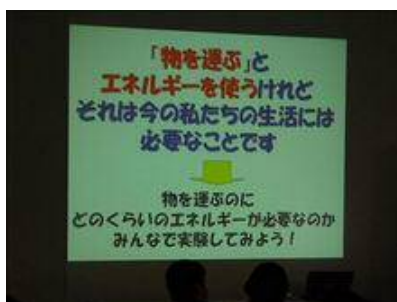 「物を運ぶ」と
エネルギーを使うけれど
それは今の私たちの生活には
必要なことです
物を運ぶのに
どのくらいのエネルギーが必要なのか
みんなで実験してみよう！